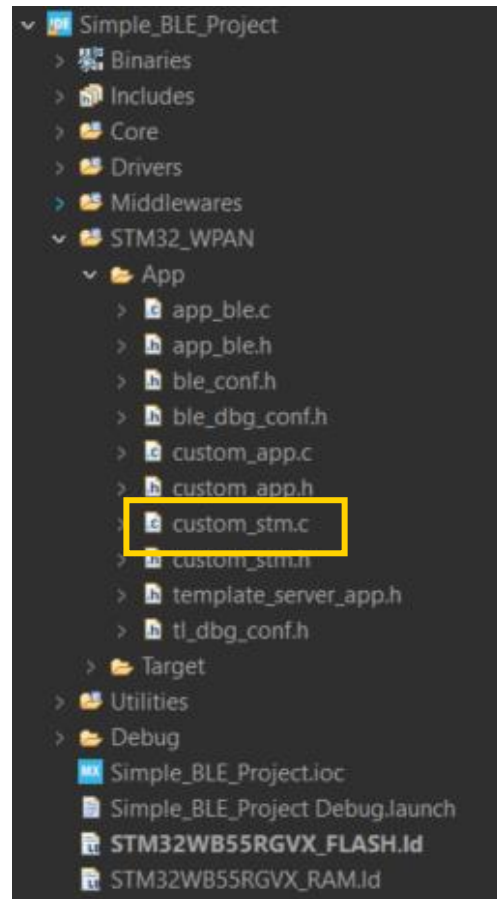 Simple_BLE_Project
Binaries
Includes
Core
Drivers
Middlewares
STM32_WPAN
App
app_ble.c
app_ble.h
ble_conf.h
ble_dbg_conf.h
custom_app.c
custom_app.h
custom_stm.c
custom_stm.h
template_server_app.h
tl_dbg_conf.h
Target
Utilities
Debug
MX Simple_BLE_Project.ioc
Simple_BLE_Project Debug.launch
STM32WB55RGVX_FLASH.ld
STM32WB55RGVX_RAM.ld